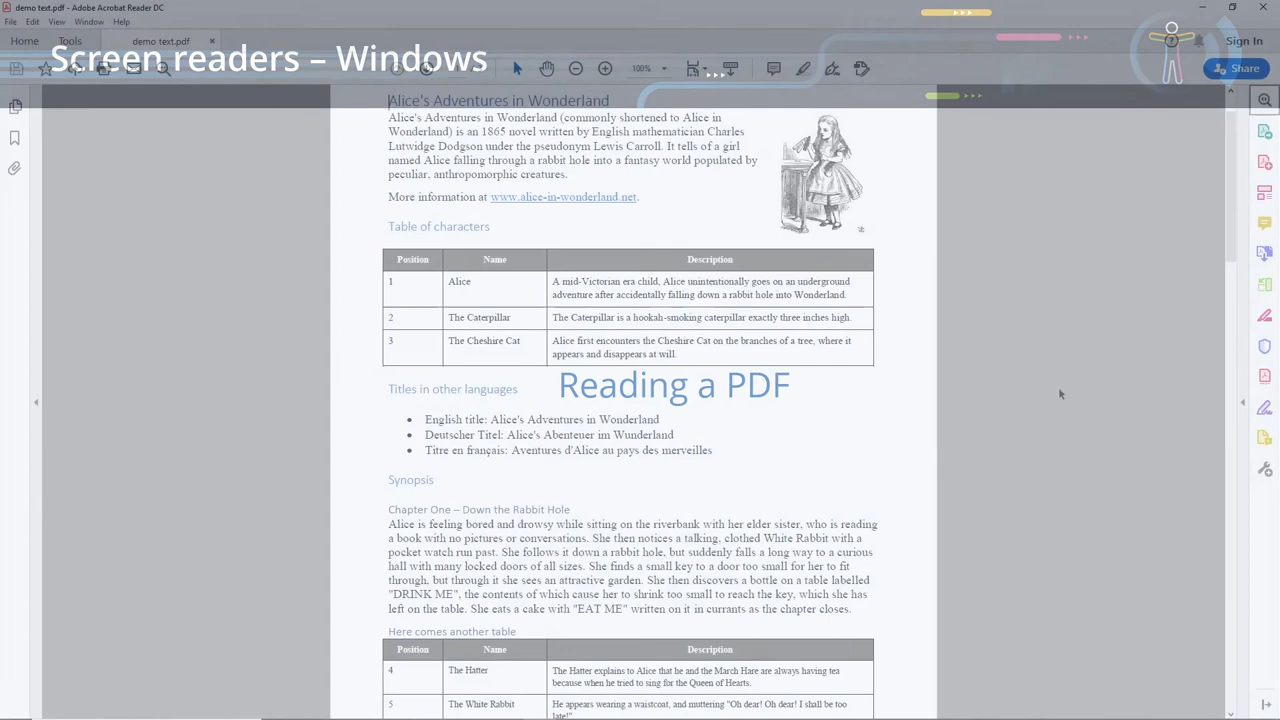 demo text.pdf - Adobe Acrobat Reader DC
File Edit View Window Help
Home Tools demo text.pdf × Sign In
Screen readers – Windows
100% Share
Alice's Adventures in Wonderland
Alice's Adventures in Wonderland (commonly shortened to Alice in
Wonderland) is an 1865 novel written by English mathematician Charles
Lutwidge Dodgson under the pseudonym Lewis Carroll. It tells of a girl
named Alice falling through a rabbit hole into a fantasy world populated by
peculiar, anthropomorphic creatures.
More information at www.alice-in-wonderland.net.
Table of characters
Position Name Description
1 Alice A mid-Victorian era child, Alice unintentionally goes on an underground
adventure after accidentally falling down a rabbit hole into Wonderland.
2 The Caterpillar The Caterpillar is a hookah-smoking caterpillar exactly three inches high.
3 The Cheshire Cat Alice first encounters the Cheshire Cat on the branches of a tree, where it
appears and disappears at will.
Reading a PDF
Titles in other languages
• English title: Alice's Adventures in Wonderland
• Deutscher Titel: Alice's Abenteuer im Wunderland
• Titre en français: Aventures d'Alice au pays des merveilles
Synopsis
Chapter One – Down the Rabbit Hole
Alice is feeling bored and drowsy while sitting on the riverbank with her elder sister, who is reading
a book with no pictures or conversations. She then notices a talking, clothed White Rabbit with a
pocket watch run past. She follows it down a rabbit hole, but suddenly falls a long way to a curious
hall with many locked doors of all sizes. She finds a small key to a door too small for her to fit
through, but through it she sees an attractive garden. She then discovers a bottle on a table labelled
"DRINK ME", the contents of which cause her to shrink too small to reach the key, which she has
left on the table. She eats a cake with "EAT ME" written on it in currants as the chapter closes.
Here comes another table
Position Name Description
4 The Hatter The Hatter explains to Alice that he and the March Hare are always having tea
because when he tried to sing for the Queen of Hearts.
5 The White Rabbit He appears wearing a waistcoat, and muttering "Oh dear! Oh dear! I shall be too
late!"